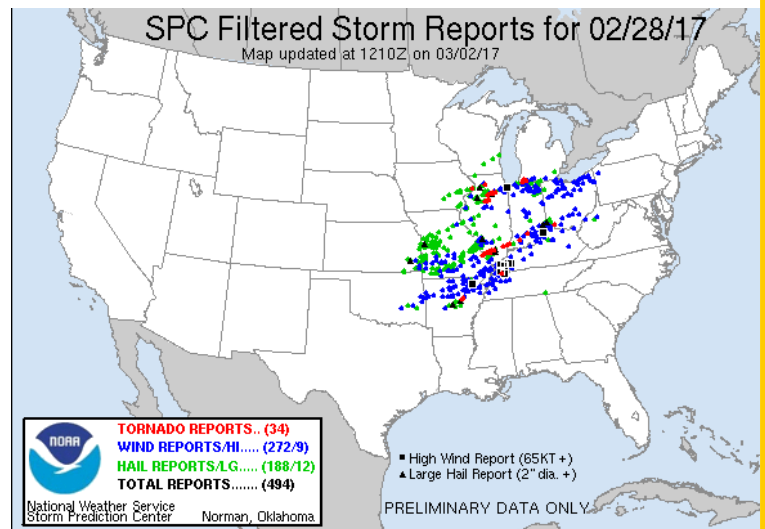 SPC Filtered Storm Reports for 02/28/17
Map updated at 1210Z on 03/02/17
NOAA
TORNADO REPORTS.. (34)
WIND REPORTS/HI..... (272/9)
HAIL REPORTS/LG..... (188/12)
TOTAL REPORTS....... (494)
National Weather Service
Storm Prediction Center Norman, Oklahoma
■ High Wind Report (65KT +)
▲ Large Hail Report (2" dia. +)
PRELIMINARY DATA ONLY